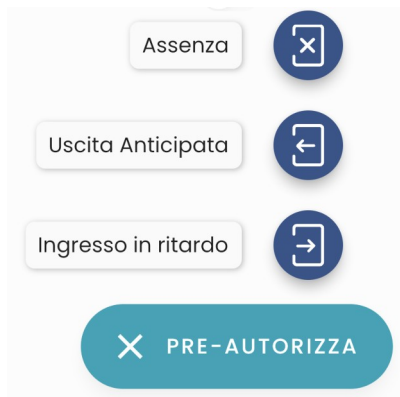 Assenza
Uscita Anticipata
Ingresso in ritardo
PRE-AUTORIZZA